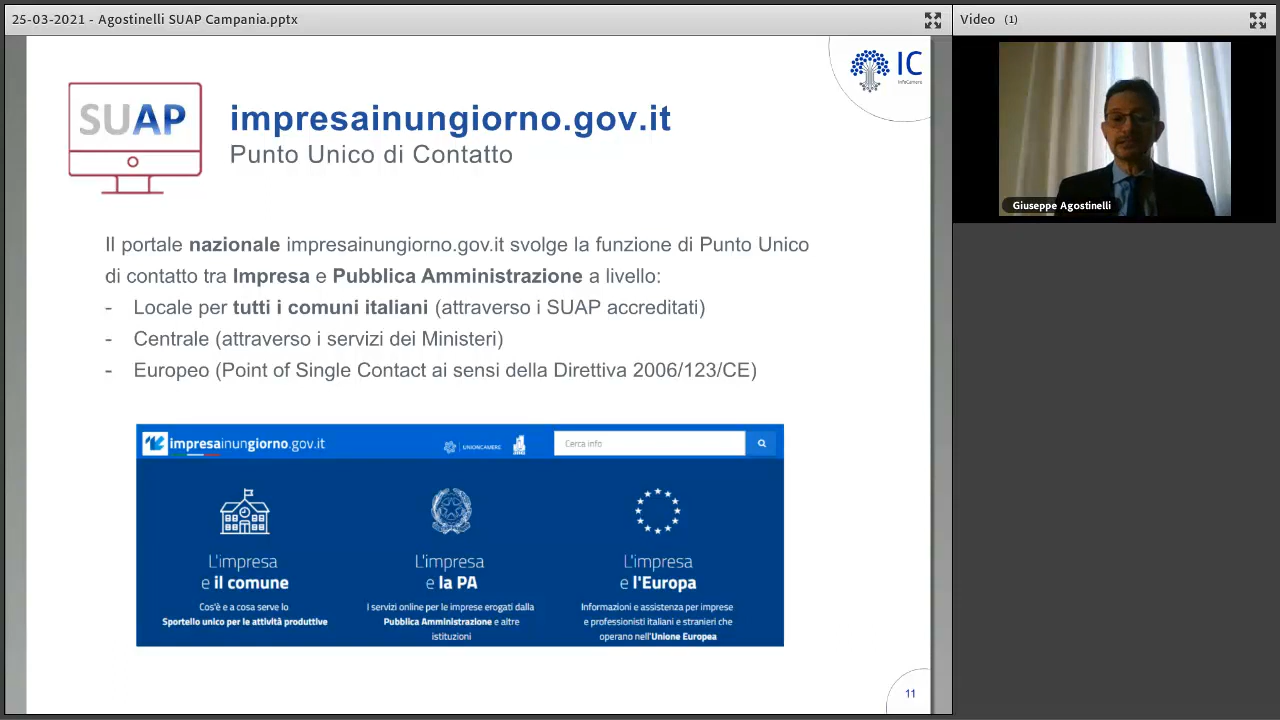 25-03-2021 - Agostinelli SUAP Campania.pptx
Video (1)
IC
InfoCamere
SUAP
impresainungiorno.gov.it
Punto Unico di Contatto
Giuseppe Agostinelli
Il portale nazionale impresainungiorno.gov.it svolge la funzione di Punto Unico
di contatto tra Impresa e Pubblica Amministrazione a livello:
- Locale per tutti i comuni italiani (attraverso i SUAP accreditati)
- Centrale (attraverso i servizi dei Ministeri)
- Europeo (Point of Single Contact ai sensi della Direttiva 2006/123/CE)
impresainungiorno.gov.it
UNIONCAMERE
Cerca info
L'impresa
e il comune
Cos'è e a cosa serve lo
Sportello unico per le attività produttive
L'impresa
e la PA
I servizi online per le imprese erogati dalla
Pubblica Amministrazione e altre
istituzioni
L'impresa
e l'Europa
Informazioni e assistenza per imprese
e professionisti italiani e stranieri che
operano nell'Unione Europea
11